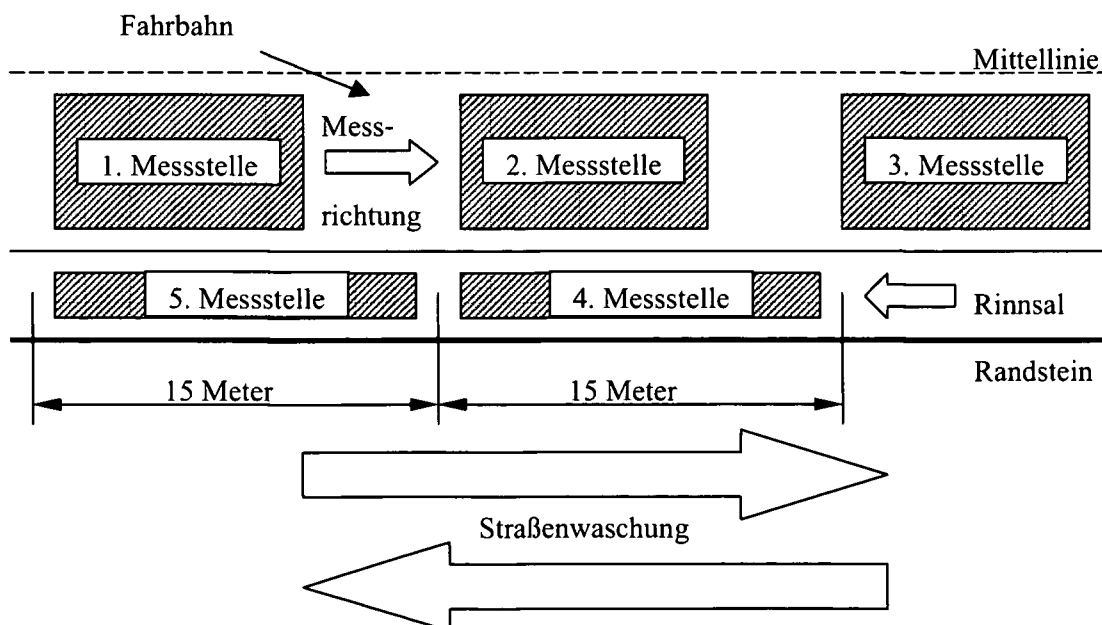 Fahrbahn
Mittellinie
Mess-
1. Messstelle
2. Messstelle
3. Messstelle
richtung
5. Messstelle
4. Messstelle
Rinnsal
Randstein
15 Meter
15 Meter
Straßenwaschung